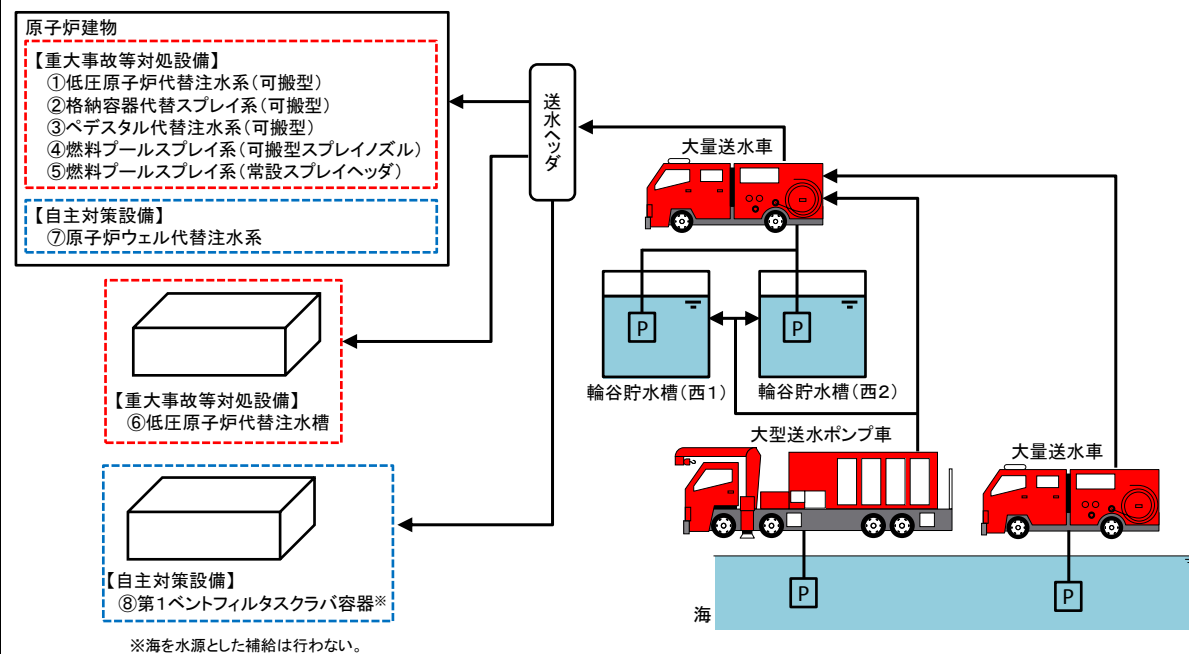 原子炉建物
【重大事故等対処設備】
①低圧原子炉代替注水系(可搬型)
②格納容器代替スプレイ系(可搬型)
③ペデスタル代替注水系(可搬型)
④燃料プールスプレイ系(可搬型スプレイノズル)
⑤燃料プールスプレイ系(常設スプレイヘッダ)
【自主対策設備】
⑦原子炉ウェル代替注水系
送水ヘッダ
大量送水車
P
P
輪谷貯水槽(西1)
輪谷貯水槽(西2)
【重大事故等対処設備】
⑥低圧原子炉代替注水槽
大型送水ポンプ車
大量送水車
P
P
海
【自主対策設備】
⑧第1ベントフィルタスクラバ容器※
※海を水源とした補給は行わない。